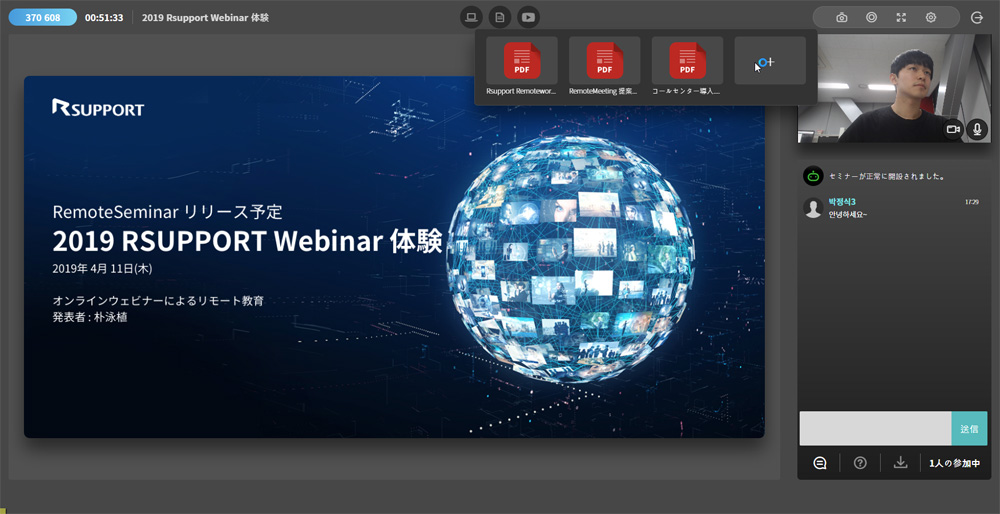 370 608
00:51:33
2019 Rsupport Webinar 体験
PDF
PDF
PDF
Rsupport Remotewor...
RemoteMeeting 提案...
コールセンター導入....
RSUPPORT
RemoteSeminar リリース予定
2019 RSUPPORT Webinar 体験
2019年 4月 11日(木)
オンラインウェビナーによるリモート教育
発表者 : 朴泳植
セミナーが正常に開設されました。
박정식3
17:29
안녕하세요~
送信
1人の参加中